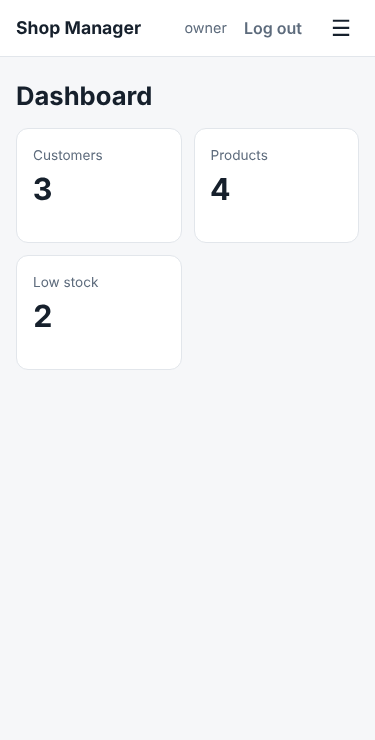 Shop Manager owner Log out ☰
Dashboard
Customers
3
Products
4
Low stock
2